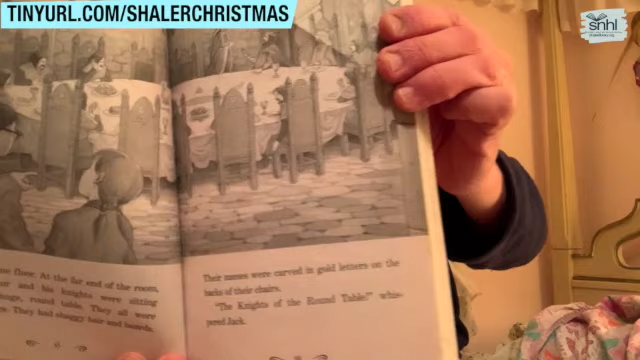 TINYURL.COM/SHALERCHRISTMAS
snhl
floor. At the far end of the room,
and his knights were sitting
round table. They all were
They had shaggy hair and beards.
Their names were carved in gold letters on the
backs of their chairs.
"The Knights of the Round Table!" whis-
pered Jack.